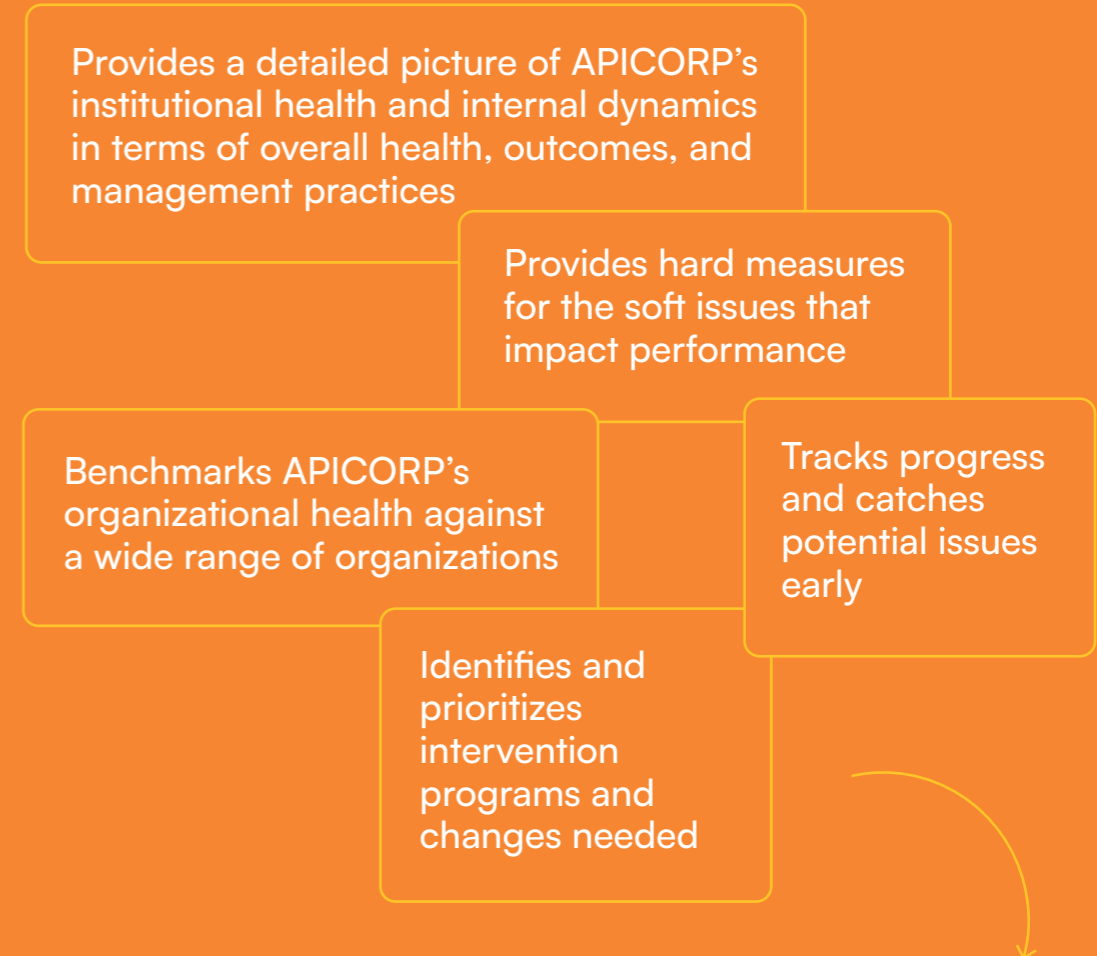 Provides a detailed picture of APICORP’s
institutional health and internal dynamics
in terms of overall health, outcomes, and
management practices
Provides hard measures
for the soft issues that
impact performance
Benchmarks APICORP’s
organizational health against
a wide range of organizations
Tracks progress
and catches
potential issues
early
Identifies and
prioritizes
intervention
programs and
changes needed